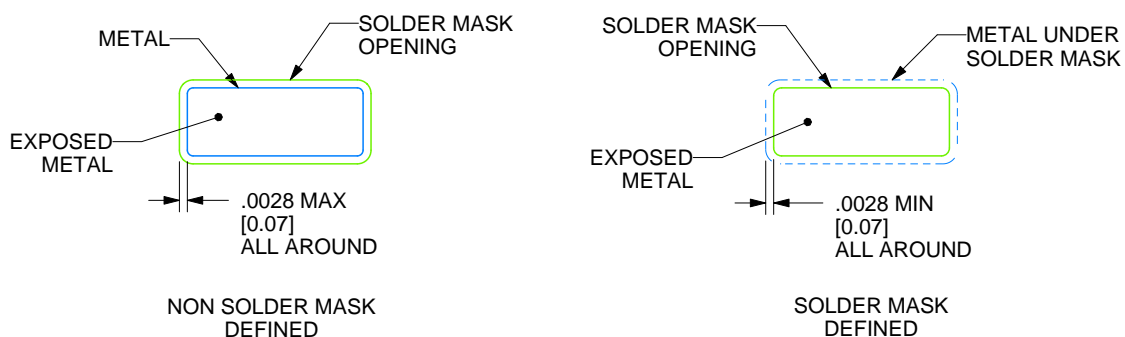 METAL
SOLDER MASK
OPENING
EXPOSED
METAL
.0028 MAX
[0.07]
ALL AROUND
NON SOLDER MASK
DEFINED
SOLDER MASK
OPENING
METAL UNDER
SOLDER MASK
EXPOSED
METAL
.0028 MIN
[0.07]
ALL AROUND
SOLDER MASK
DEFINED